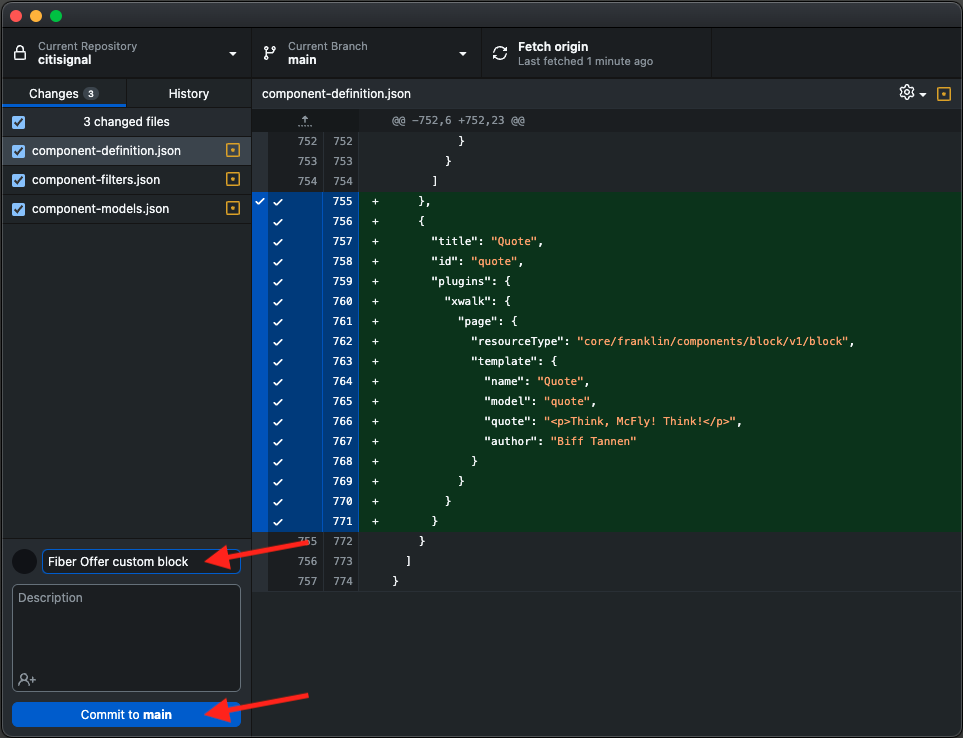 Current Repository
citisignal
Current Branch
main
Fetch origin
Last fetched 1 minute ago
Changes 3
History
3 changed files
component-definition.json
component-filters.json
component-models.json
component-definition.json
@@ -752,6 +752,23 @@
752 752 }
753 753 }
754 754 ]
755 + },
756 + {
757 + "title": "Quote",
758 + "id": "quote",
759 + "plugins": {
760 + "xwalk": {
761 + "page": {
762 + "resourceType": "core/franklin/components/block/v1/block",
763 + "template": {
764 + "name": "Quote",
765 + "model": "quote",
766 + "quote": "<p>Think, McFly! Think!</p>",
767 + "author": "Biff Tannen"
768 + }
769 + }
770 + }
771 + }
755 772 }
756 773 ]
757 774 }
Fiber Offer custom block
Description
Commit to main